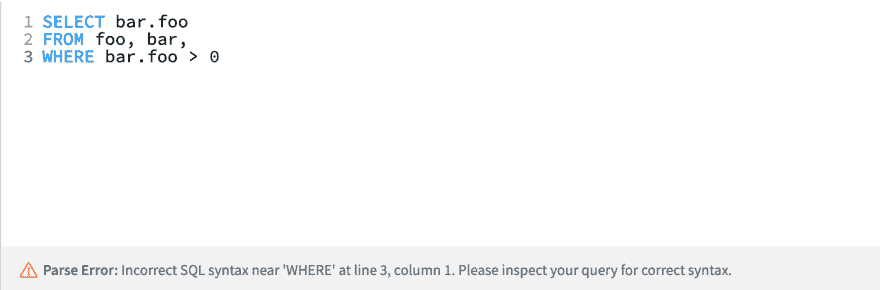 1 SELECT bar.foo
2 FROM foo, bar,
3 WHERE bar.foo > 0
Parse Error: Incorrect SQL syntax near 'WHERE' at line 3, column 1. Please inspect your query for correct syntax.